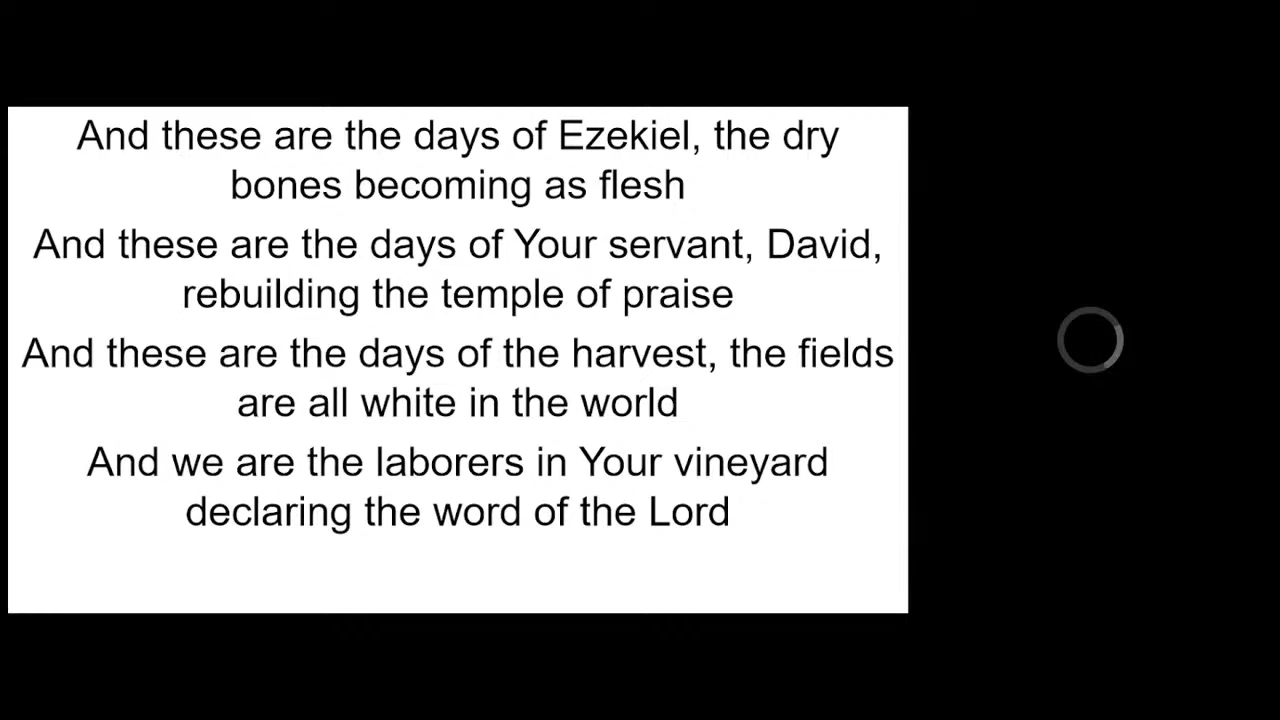 And these are the days of Ezekiel, the dry
bones becoming as flesh
And these are the days of Your servant, David,
rebuilding the temple of praise
And these are the days of the harvest, the fields
are all white in the world
And we are the laborers in Your vineyard
declaring the word of the Lord